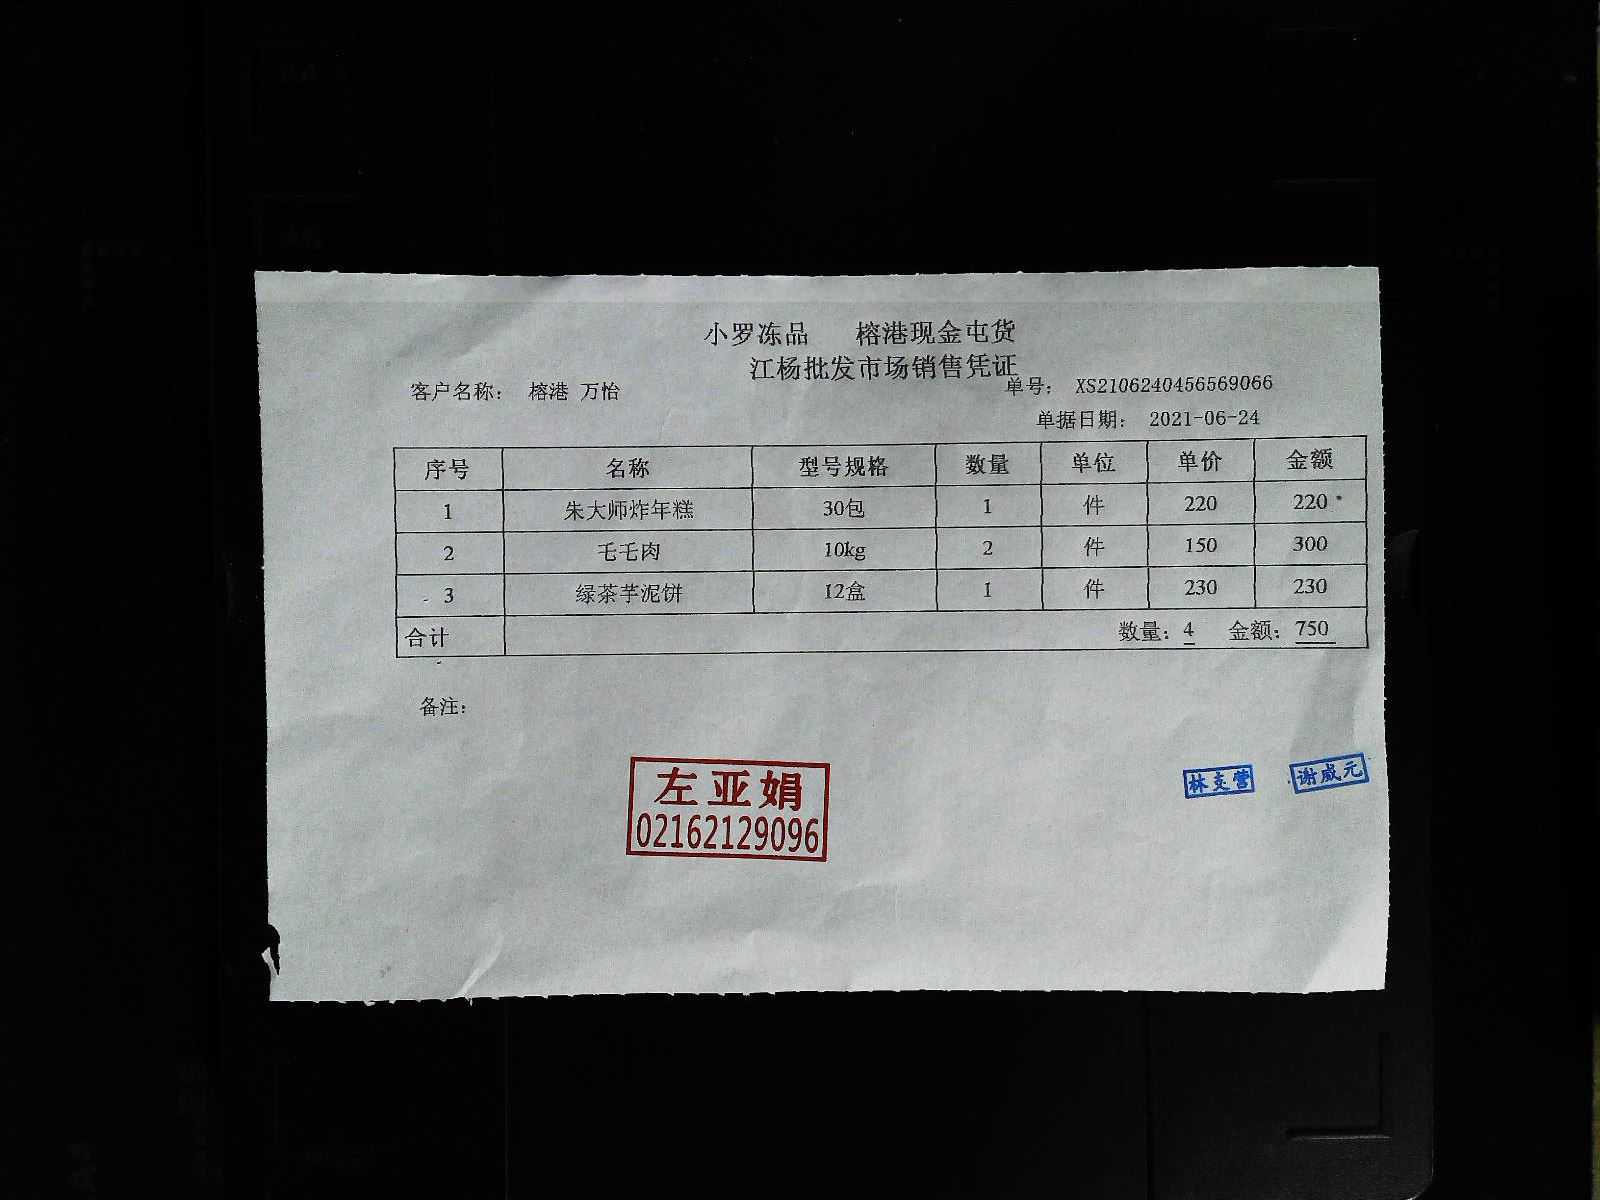 小罗冻品 榕港现金屯货
江杨批发市场销售凭证
客户名称： 榕港 万怡
单号： XS2106240456569066
单据日期： 2021-06-24
序号 名称 型号规格 数量 单位 单价 金额
1 朱大师炸年糕 30包 1 件 220 220
2 毛毛肉 10kg 2 件 150 300
3 绿茶芋泥饼 12盒 1 件 230 230
合计 数量：4 金额：750
备注：
左亚娟
02162129096
林支营 谢咸元
A4
A5